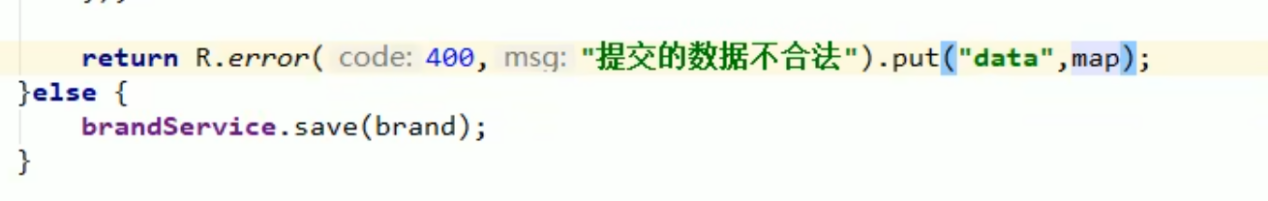 return R.error( code: 400, msg: "提交的数据不合法").put("data",map);
}else {
brandService.save(brand);
}